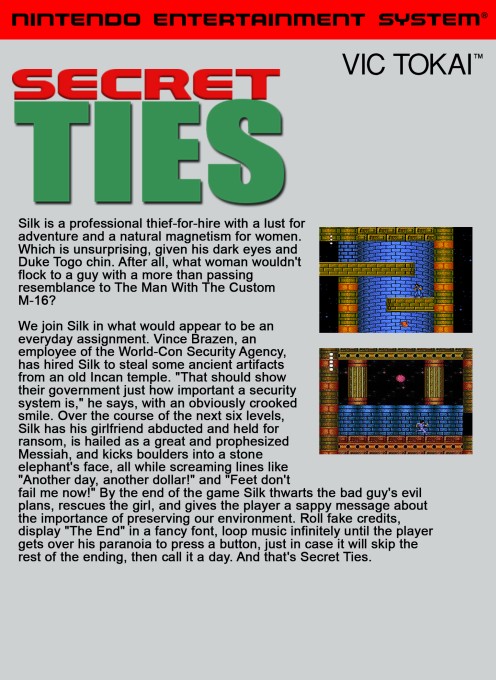 NINTENDO ENTERTAINMENT SYSTEM®
VIC TOKAI™
SECRET
TIES
Silk is a professional thief-for-hire with a lust for
adventure and a natural magnetism for women.
Which is unsurprising, given his dark eyes and
Duke Togo chin. After all, what woman wouldn't
flock to a guy with a more than passing
resemblance to The Man With The Custom
M-16?
We join Silk in what would appear to be an
everyday assignment. Vince Brazen, an
employee of the World-Con Security Agency,
has hired Silk to steal some ancient artifacts
from an old Incan temple. "That should show
their government just how important a security
system is," he says, with an obviously crooked
smile. Over the course of the next six levels,
Silk has his girlfriend abducted and held for
ransom, is hailed as a great and prophesized
Messiah, and kicks boulders into a stone
elephant's face, all while screaming lines like
"Another day, another dollar!" and "Feet don't
fail me now!" By the end of the game Silk thwarts the bad guy's evil
plans, rescues the girl, and gives the player a sappy message about
the importance of preserving our environment. Roll fake credits,
display "The End" in a fancy font, loop music infinitely until the player
gets over his paranoia to press a button, just in case it will skip the
rest of the ending, then call it a day. And that's Secret Ties.